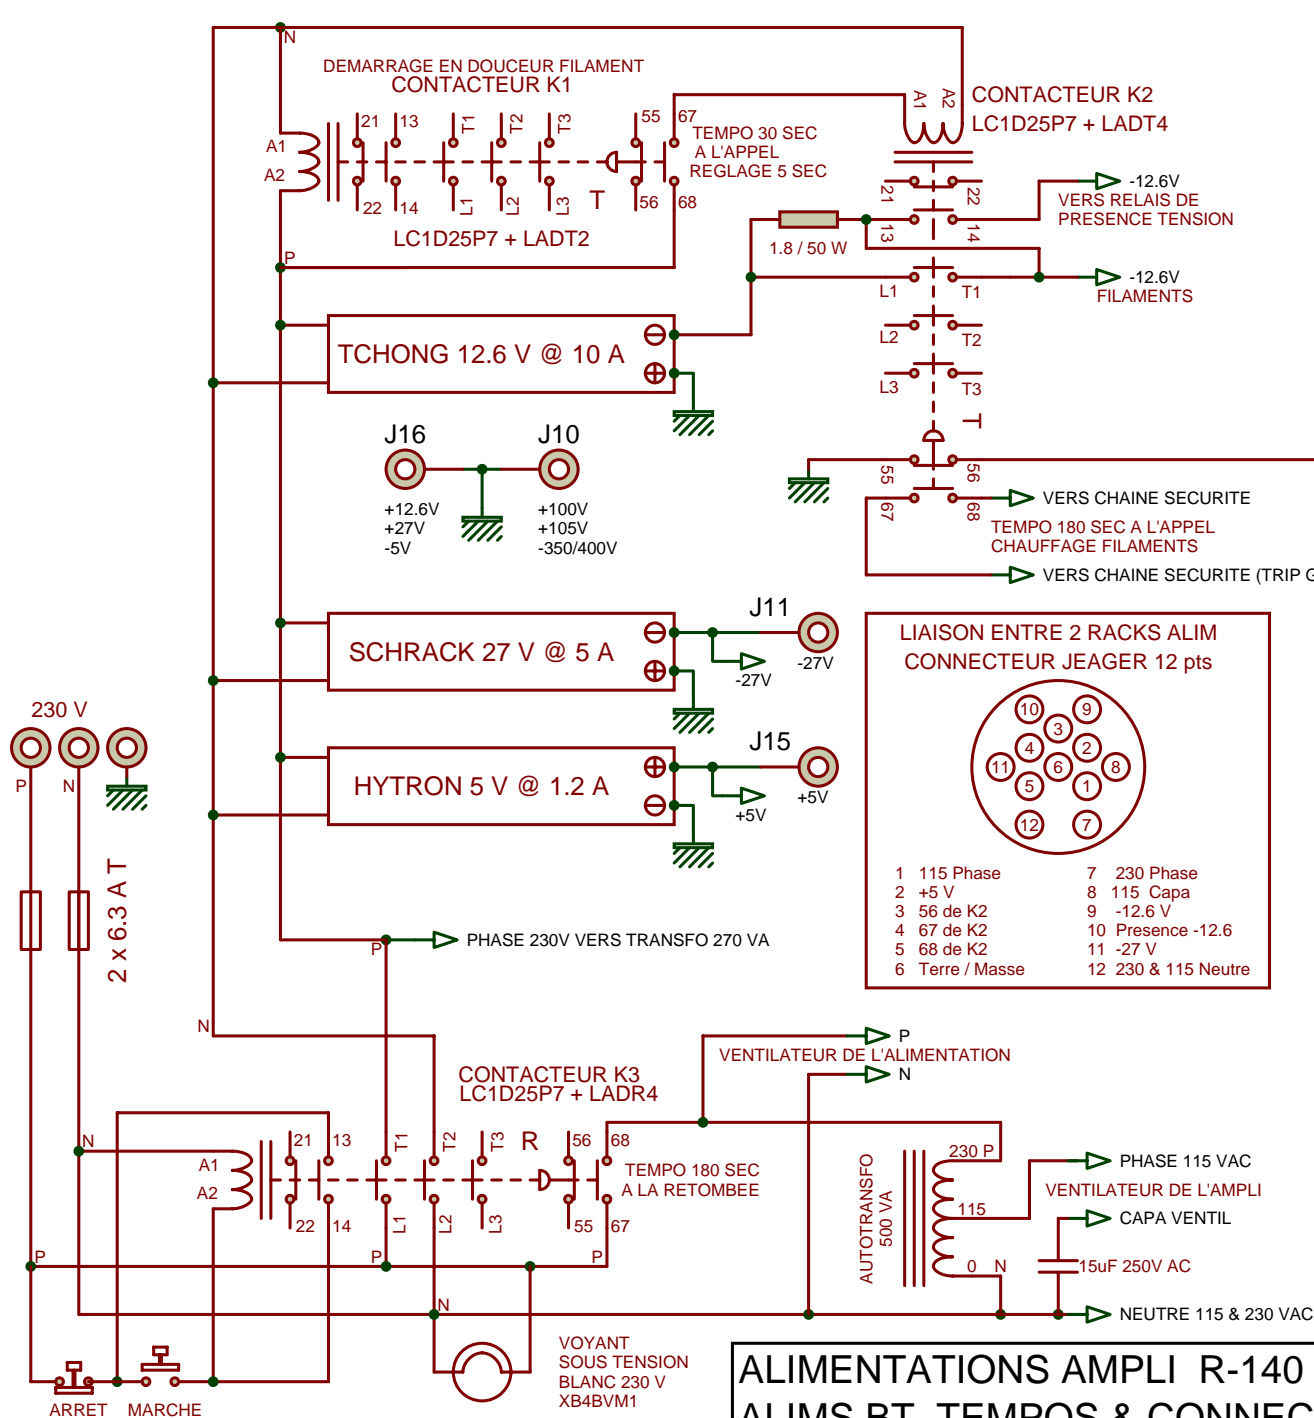 N
DEMARRAGE EN DOUCEUR FILAMENT
CONTACTEUR K1
A1
A2
21
13
T1
T2
T3
55
67
22
14
L1
L2
L3
T
56
68
TEMPO 30 SEC
A L'APPEL
REGLAGE 5 SEC
LC1D25P7 + LADT2
P
A1
A2
CONTACTEUR K2
LC1D25P7 + LADT4
21
22
13
14
-12.6V
VERS RELAIS DE
PRESENCE TENSION
1.8 / 50 W
L1
T1
-12.6V
FILAMENTS
L2
T2
L3
T3
T
55
56
67
68
VERS CHAINE SECURITE
TEMPO 180 SEC A L'APPEL
CHAUFFAGE FILAMENTS
VERS CHAINE SECURITE (TRIP G
TCHONG 12.6 V @ 10 A
J16
J10
+12.6V
+27V
-5V
+100V
+105V
-350/400V
SCHRACK 27 V @ 5 A
J11
-27V
-27V
HYTRON 5 V @ 1.2 A
J15
+5V
+5V
LIAISON ENTRE 2 RACKS ALIM
CONNECTEUR JEAGER 12 pts
10
9
3
4
2
11
6
8
5
1
12
7
1 115 Phase
2 +5 V
3 56 de K2
4 67 de K2
5 68 de K2
6 Terre / Masse
7 230 Phase
8 115 Capa
9 -12.6 V
10 Presence -12.6
11 -27 V
12 230 & 115 Neutre
230 V
P
N
2 x 6.3 A T
P
PHASE 230V VERS TRANSFO 270 VA
N
P
VENTILATEUR DE L'ALIMENTATION
N
CONTACTEUR K3
LC1D25P7 + LADR4
N
A1
A2
21
13
T1
T2
T3
R
56
68
22
14
L1
L2
L3
55
67
TEMPO 180 SEC
A LA RETOMBEE
P
P
P
N
AUTOTRANSFO
500 VA
230 P
115
0 N
PHASE 115 VAC
VENTILATEUR DE L'AMPLI
CAPA VENTIL
15uF 250V AC
NEUTRE 115 & 230 VAC
ARRET
MARCHE
VOYANT
SOUS TENSION
BLANC 230 V
XB4BVM1
ALIMENTATIONS AMPLI R-140
ALIMS BT, TEMPOS & CONNEC